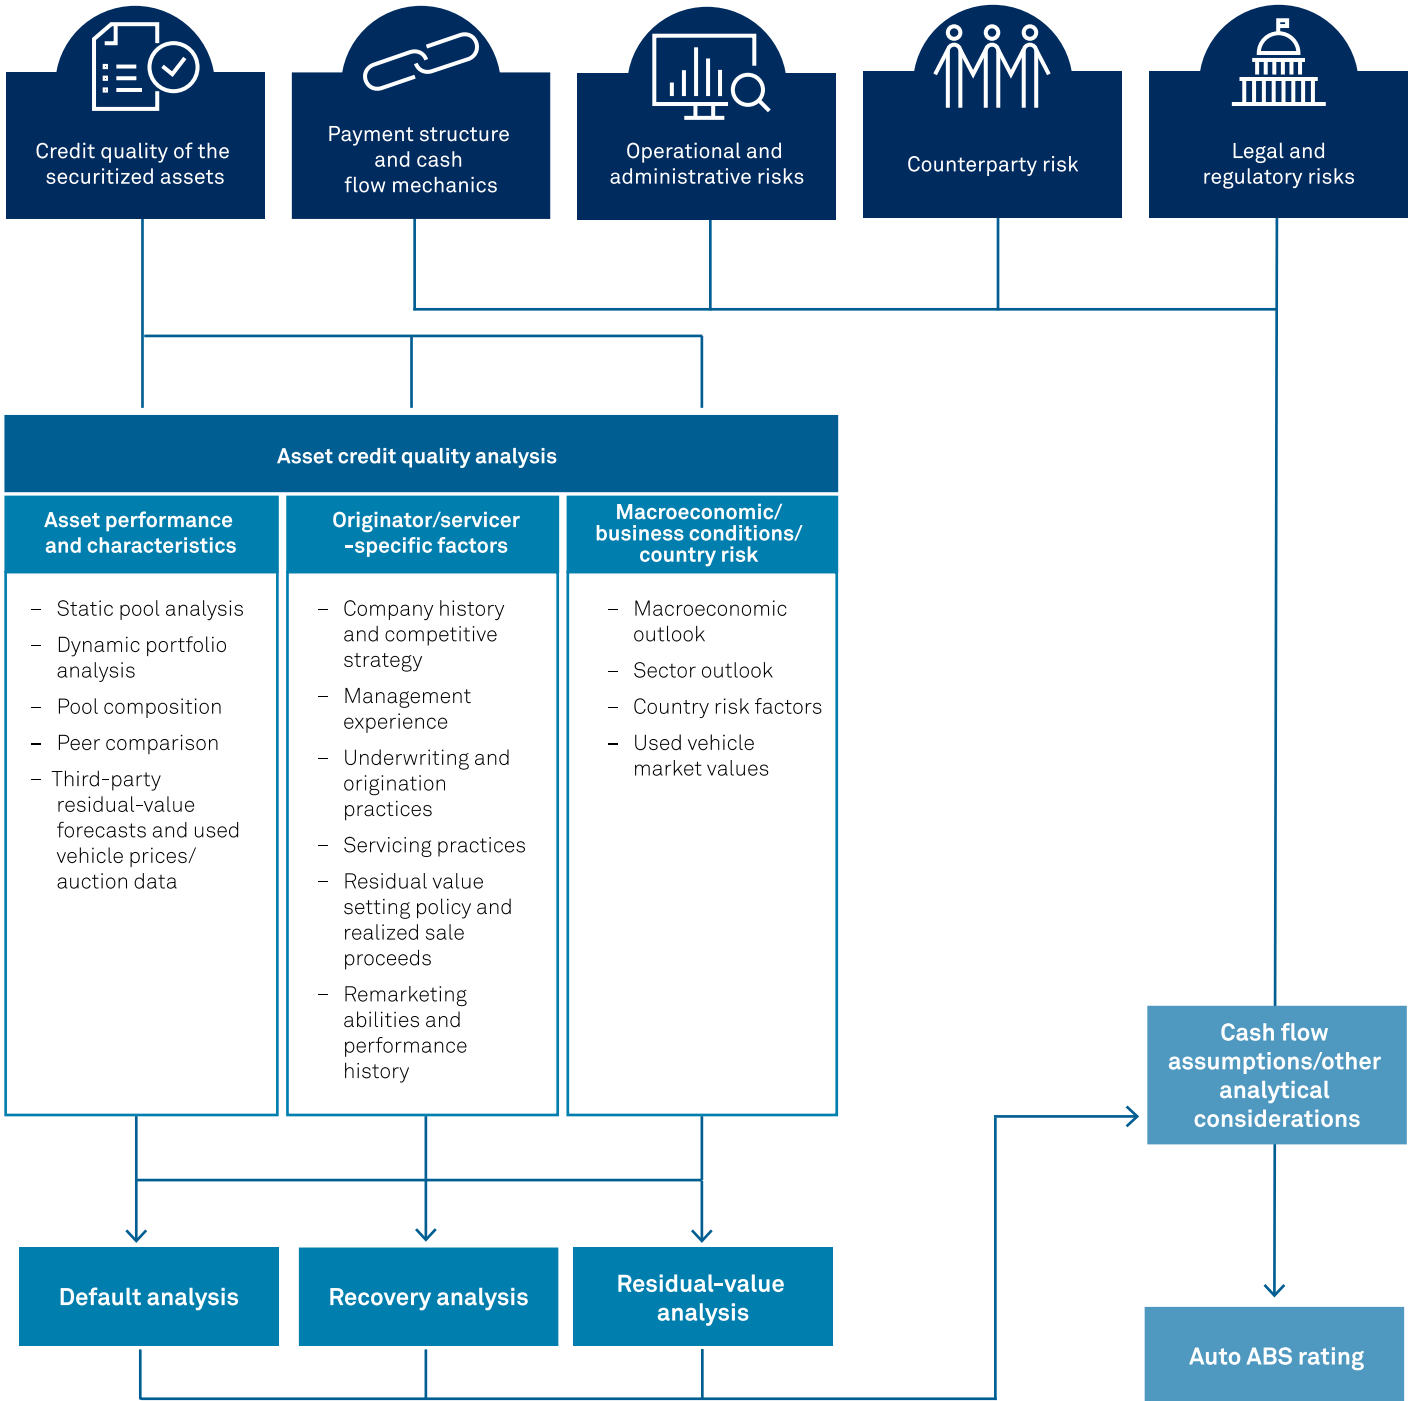 Credit quality of the
securitized assets
Payment structure
and cash
flow mechanics
Operational and
administrative risks
Counterparty risk
Legal and
regulatory risks
Asset credit quality analysis
Asset performance
and characteristics
– Static pool analysis
– Dynamic portfolio
analysis
– Pool composition
– Peer comparison
– Third-party
residual-value
forecasts and used
vehicle prices/
auction data
Originator/servicer
-specific factors
– Company history
and competitive
strategy
– Management
experience
– Underwriting and
origination
practices
– Servicing practices
– Residual value
setting policy and
realized sale
proceeds
– Remarketing
abilities and
performance
history
Macroeconomic/
business conditions/
country risk
– Macroeconomic
outlook
– Sector outlook
– Country risk factors
– Used vehicle
market values
Default analysis
Recovery analysis
Residual-value
analysis
Cash flow
assumptions/other
analytical
considerations
Auto ABS rating